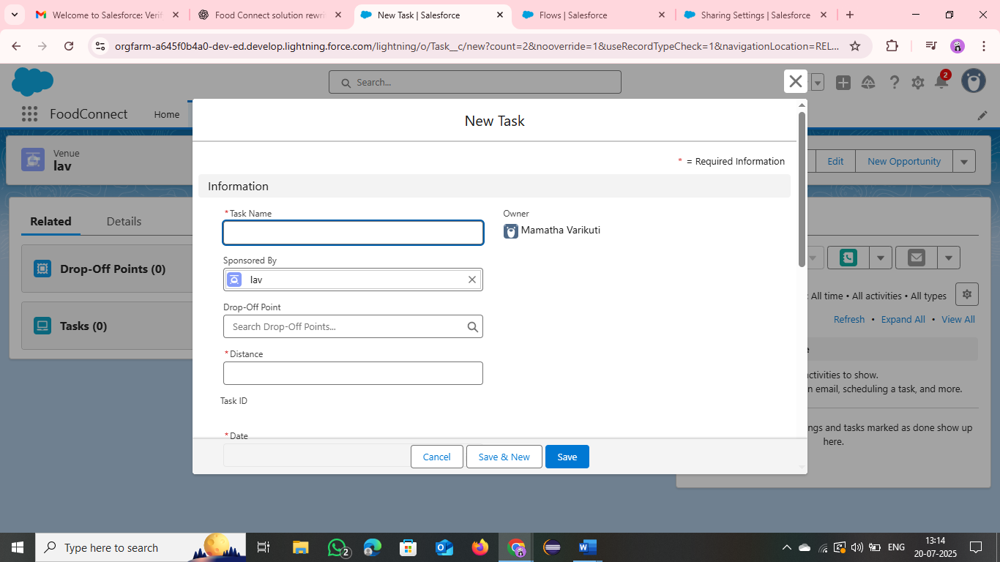 Welcome to Salesforce: Verif
Food Connect solution rewri
New Task | Salesforce
Flows | Salesforce
Sharing Settings | Salesforce
orgfarm-a645f0b4a0-dev-ed.develop.lightning.force.com/lightning/o/Task__c/new?count=2&nooverride=1&useRecordTypeCheck=1&navigationLocation=REL...
Search...
2
FoodConnect
Home
Venue
lav
Edit
New Opportunity
Related
Details
Drop-Off Points (0)
Tasks (0)
New Task
* = Required Information
Information
*Task Name
Owner
Mamatha Varikuti
Sponsored By
lav
Drop-Off Point
Search Drop-Off Points...
*Distance
Task ID
*Date
Cancel
Save & New
Save
: All time • All activities • All types
Refresh • Expand All • View All
e
ctivities to show.
n email, scheduling a task, and more.
ngs and tasks marked as done show up
here.
Type here to search
2
ENG
13:14
20-07-2025